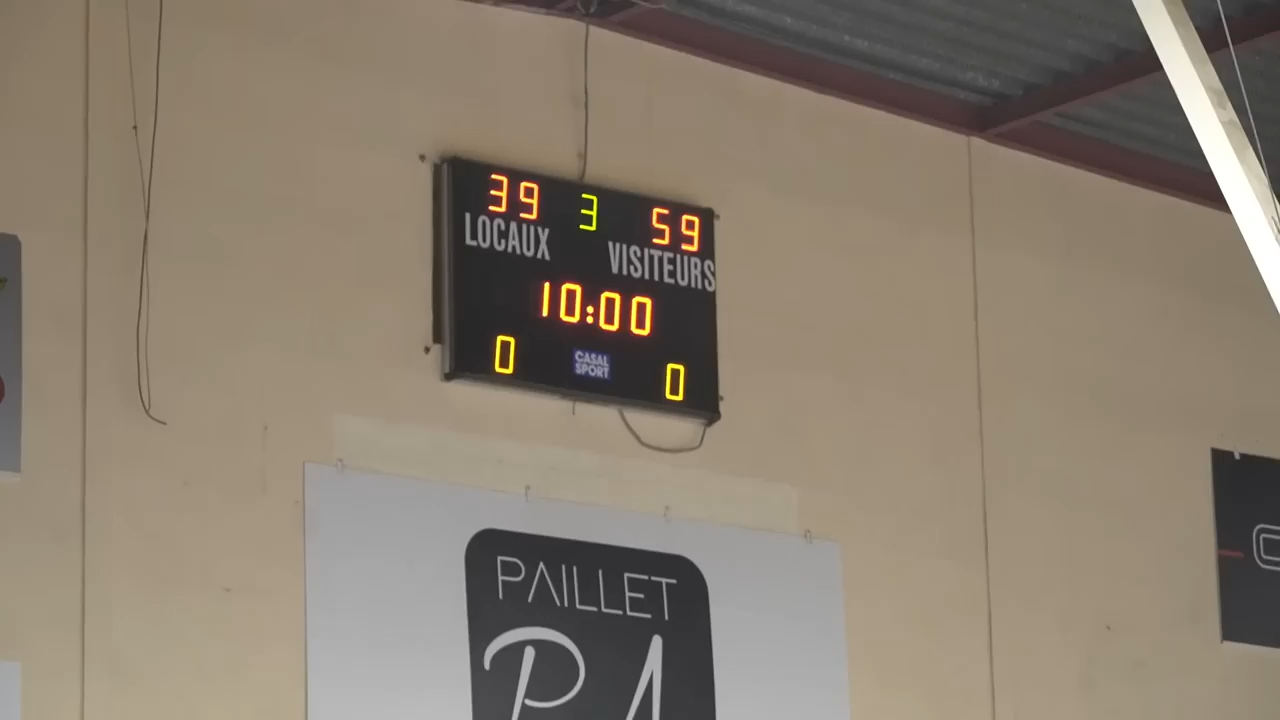 39 3 59
LOCAUX VISITEURS
10:00
0 0
CASAL
SPORT
PAILLET